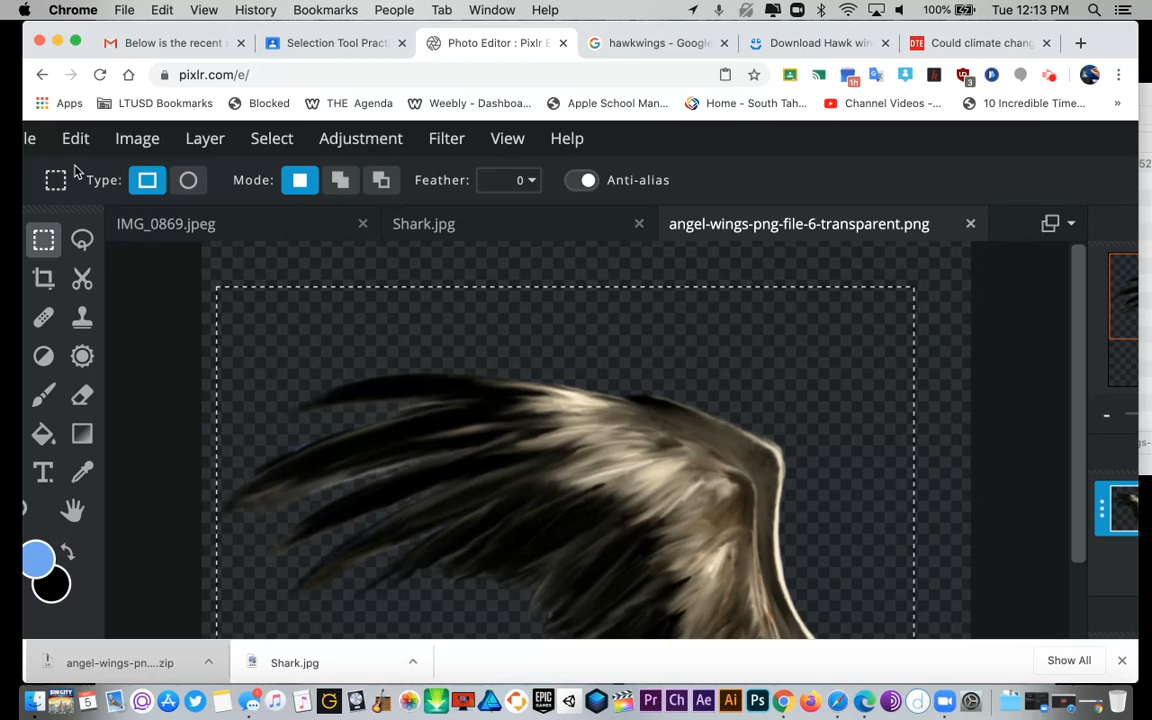 Chrome File Edit View History Bookmarks People Tab Window Help 100% Tue 12:13 PM
Below is the recent Selection Tool Pract Photo Editor : Pixlr E hawkwings - Google Download Hawk win Could climate chang
pixlr.com/e/
Apps LTUSD Bookmarks Blocked THE Agenda Weebly - Dashboa... Apple School Man... Home - South Tah... Channel Videos -... 10 Incredible Time... »
le Edit Image Layer Select Adjustment Filter View Help
Type: Mode: Feather: 0 Anti-alias
IMG_0869.jpeg Shark.jpg angel-wings-png-file-6-transparent.png
angel-wings-pn....zip Shark.jpg Show All